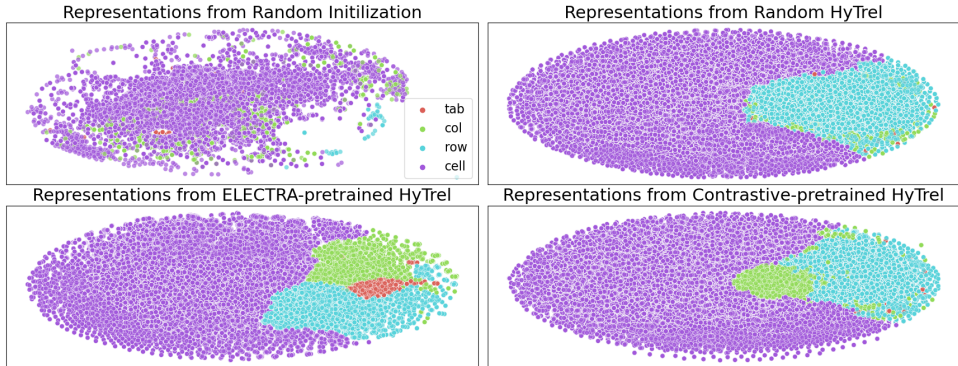 Representations from Random Initilization
Representations from Random HyTrel
tab
col
row
cell
Representations from ELECTRA-pretrained HyTrel
Representations from Contrastive-pretrained HyTrel